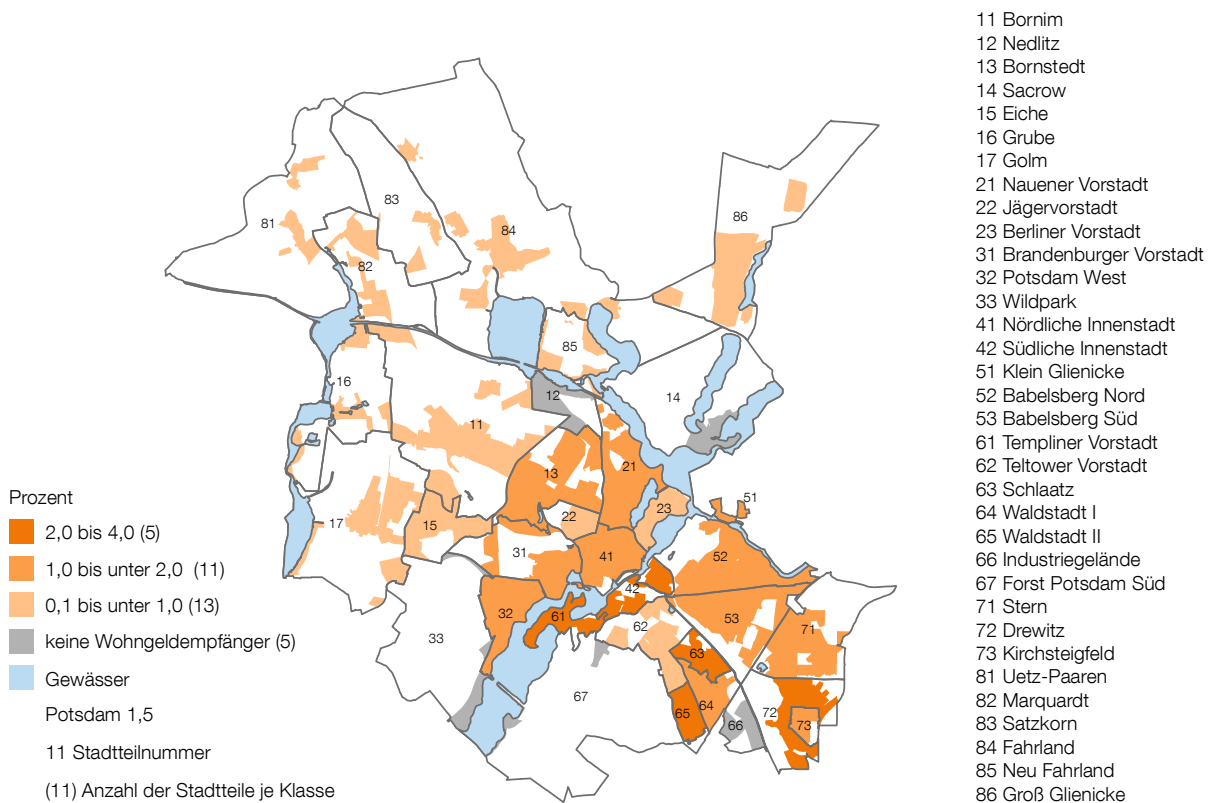 11 Bornim
12 Nedlitz
13 Bornstedt
14 Sacrow
15 Eiche
16 Grube
17 Golm
21 Nauener Vorstadt
22 Jägervorstadt
23 Berliner Vorstadt
31 Brandenburger Vorstadt
32 Potsdam West
33 Wildpark
41 Nördliche Innenstadt
42 Südliche Innenstadt
51 Klein Glienicke
52 Babelsberg Nord
53 Babelsberg Süd
61 Templiner Vorstadt
62 Teltower Vorstadt
63 Schlaatz
64 Waldstadt I
65 Waldstadt II
66 Industriegelände
67 Forst Potsdam Süd
71 Stern
72 Drewitz
73 Kirchsteigfeld
81 Uetz-Paaren
82 Marquardt
83 Satzkorn
84 Fahrland
85 Neu Fahrland
86 Groß Glienicke
83
86
81
84
82
85
16
12
14
11
13
21
51
23
22
17
15
31
41
52
42
32
61
53
62
71
33
63
67
64
65
72
66
73
Prozent
2,0 bis 4,0 (5)
1,0 bis unter 2,0 (11)
0,1 bis unter 1,0 (13)
keine Wohngeldempfänger (5)
Gewässer
Potsdam 1,5
11 Stadtteilnummer
(11) Anzahl der Stadtteile je Klasse